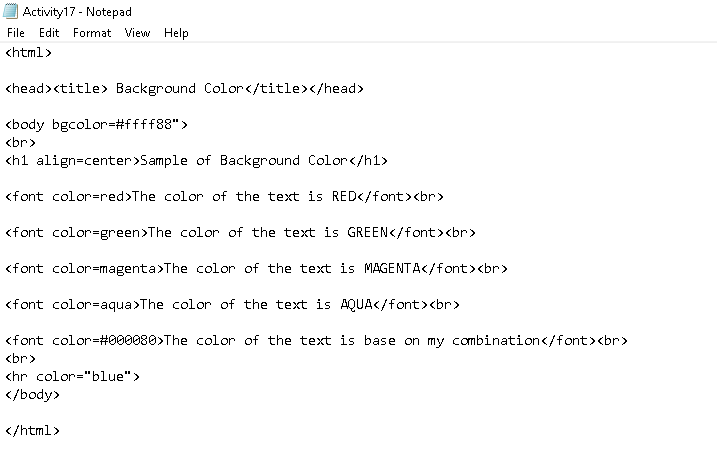 Activity17 - Notepad
File Edit Format View Help
<html>
<head><title> Background Color</title></head>
<body bgcolor=#ffff88">
<br>
<h1 align=center>Sample of Background Color</h1>
<font color=red>The color of the text is RED</font><br>
<font color=green>The color of the text is GREEN</font><br>
<font color=magenta>The color of the text is MAGENTA</font><br>
<font color=aqua>The color of the text is AQUA</font><br>
<font color=#000080>The color of the text is base on my combination</font><br>
<br>
<hr color="blue">
</body>
</html>